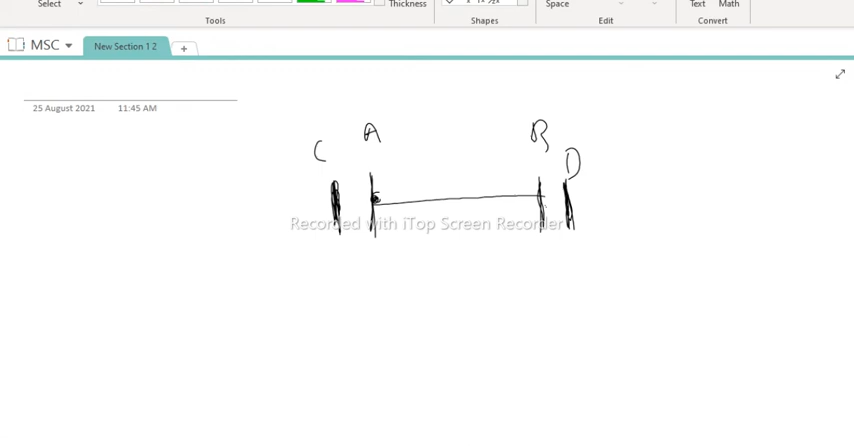 Select
Thickness
Space
Text Math
Tools
Shapes
Edit
Convert
MSC
New Section 1 2
+
25 August 2021 11:45 AM
A
B
C
D
Recorded with iTop Screen Recorder